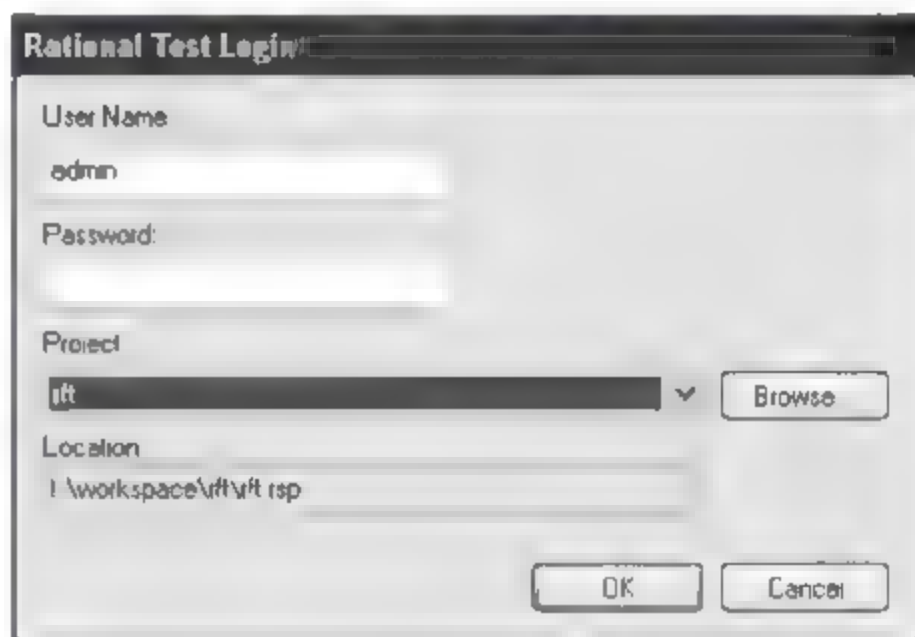 Rational Test Login
User Name
admin
Password:
Project
rft
Browse...
Location
\workspace\rft\rft.rsp
OK
Cancel